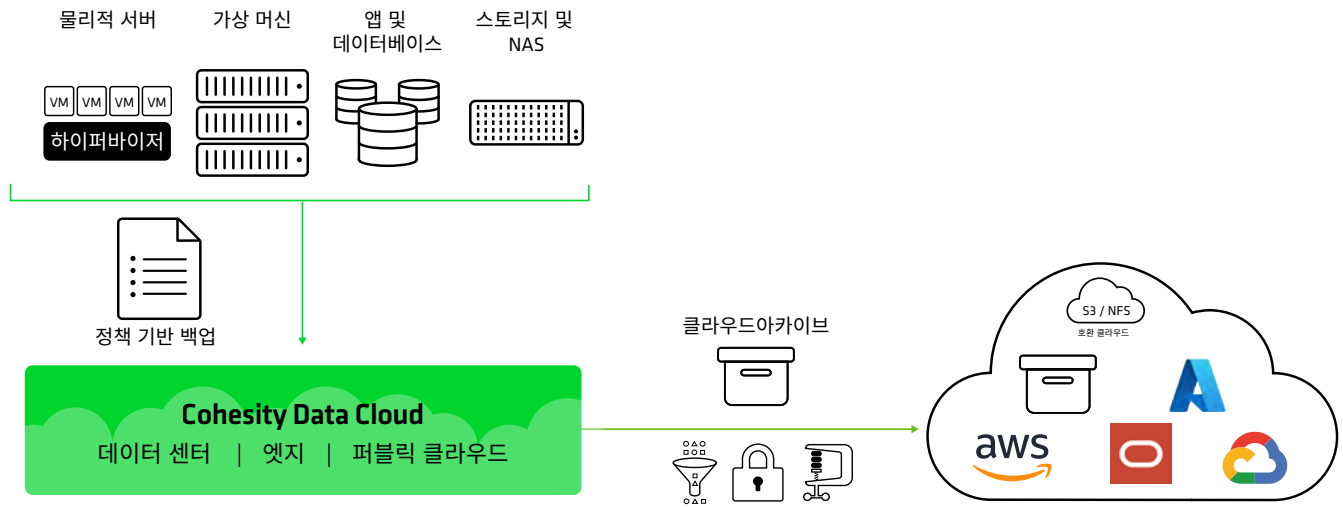 물리적 서버
가상 머신
앱 및
데이터베이스
스토리지 및
NAS
VM VM VM VM
하이퍼바이저
정책 기반 백업
Cohesity Data Cloud
데이터 센터 | 엣지 | 퍼블릭 클라우드
클라우드아카이브
S3 / NFS
호환 클라우드
aws